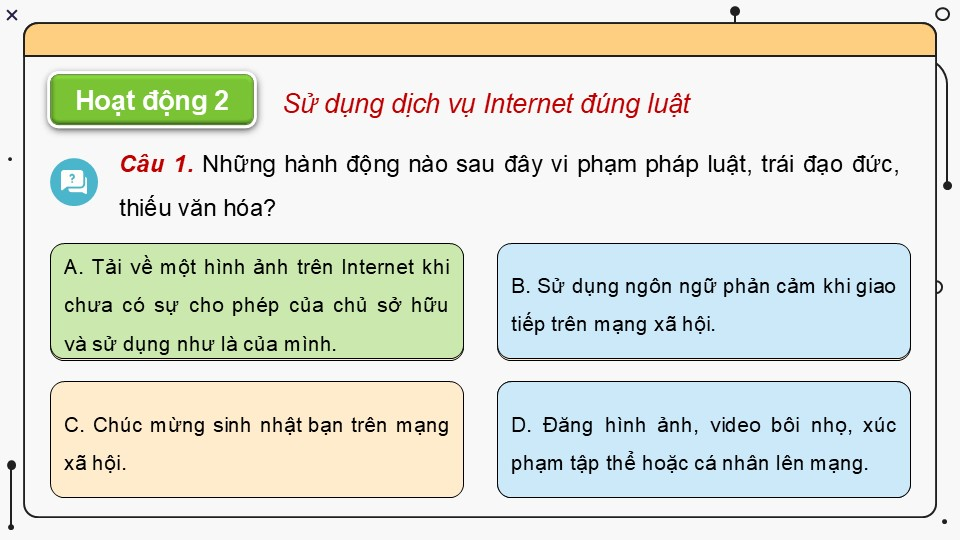 Hoạt động 2
Sử dụng dịch vụ Internet đúng luật
Câu 1. Những hành động nào sau đây vi phạm pháp luật, trái đạo đức,
thiếu văn hóa?
A. Tải về một hình ảnh trên Internet khi
chưa có sự cho phép của chủ sở hữu
và sử dụng như là của mình.
B. Sử dụng ngôn ngữ phản cảm khi giao
tiếp trên mạng xã hội.
C. Chúc mừng sinh nhật bạn trên mạng
xã hội.
D. Đăng hình ảnh, video bôi nhọ, xúc
phạm tập thể hoặc cá nhân lên mạng.